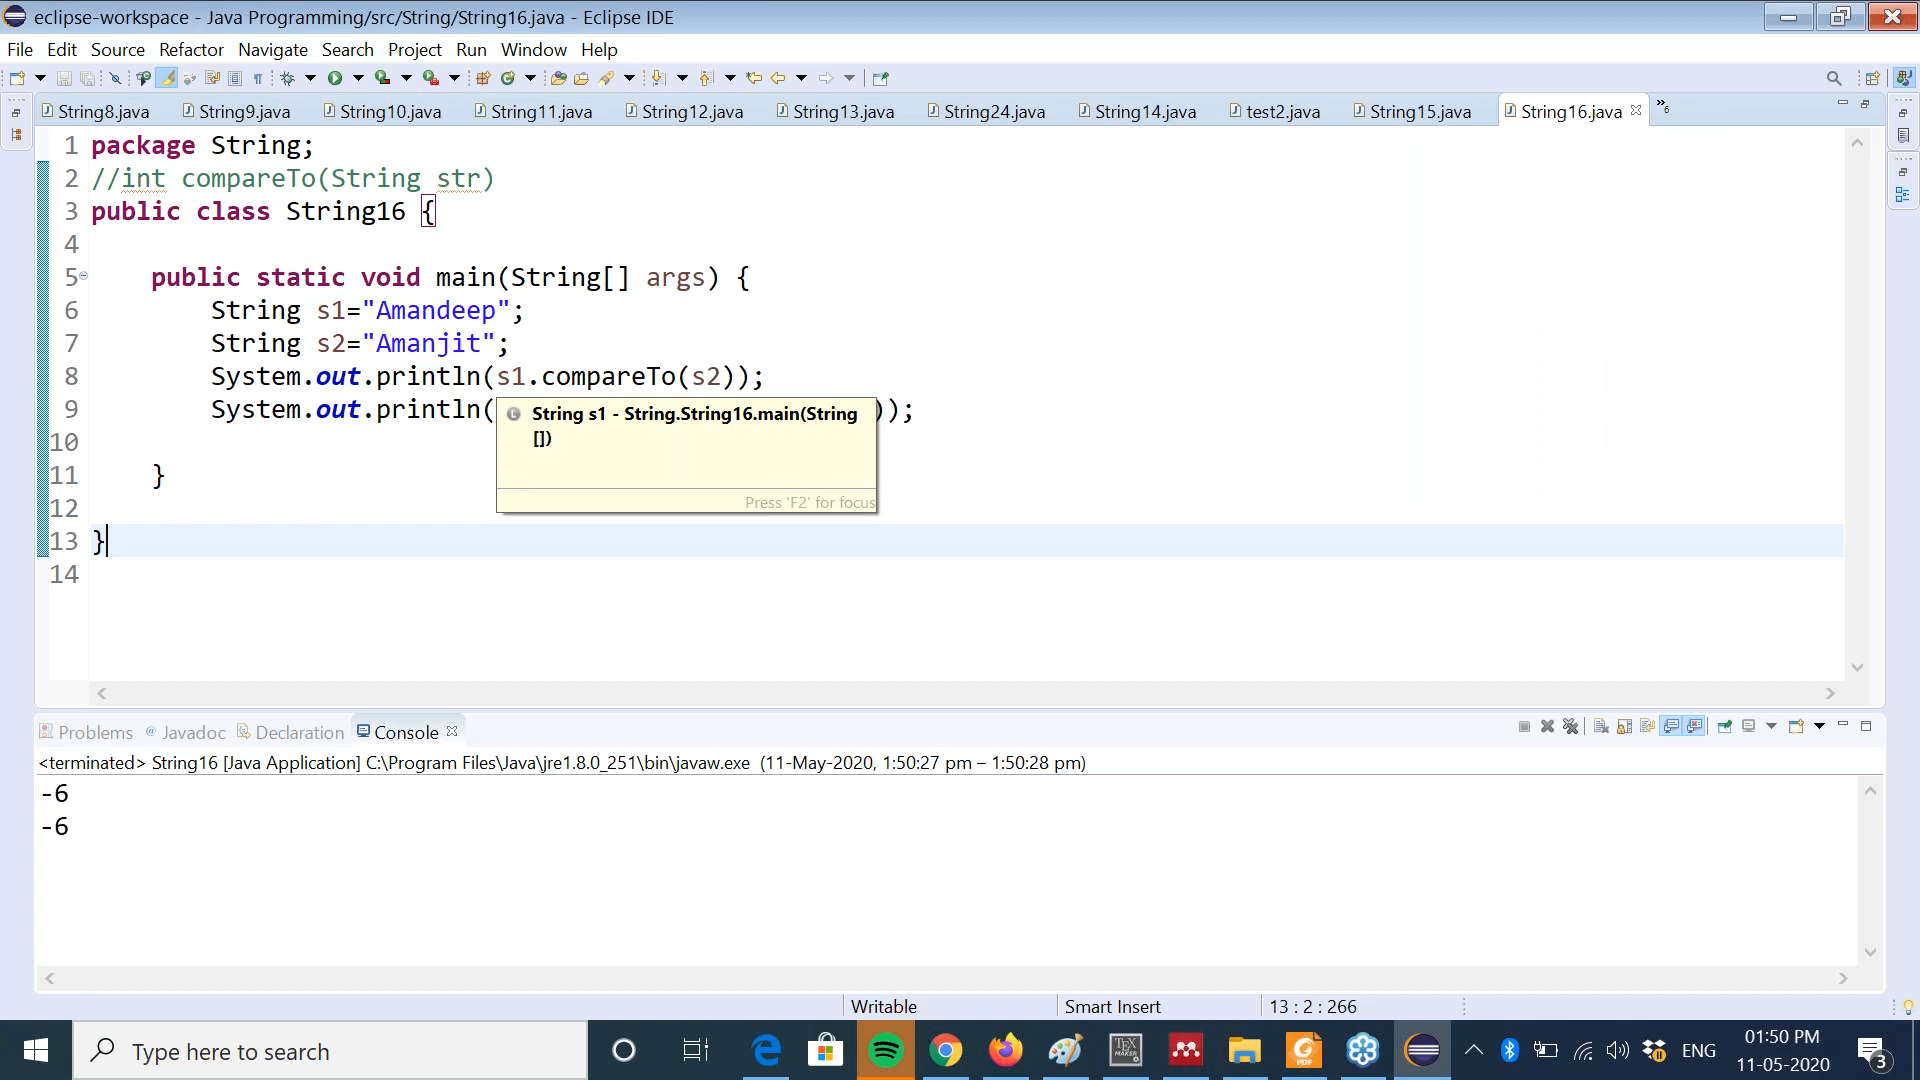 eclipse-workspace - Java Programming/src/String/String16.java - Eclipse IDE
File Edit Source Refactor Navigate Search Project Run Window Help
String8.java String9.java String10.java String11.java String12.java String13.java String24.java String14.java test2.java String15.java String16.java »6
1 package String;
2 //int compareTo(String str)
3 public class String16 {
4
5 public static void main(String[] args) {
6 String s1="Amandeep";
7 String s2="Amanjit";
8 System.out.println(s1.compareTo(s2));
9 System.out.println( ));
String s1 - String.String16.main(String
[])
10
11 }
Press 'F2' for focus
12
13 }
14
Problems @ Javadoc Declaration Console
<terminated> String16 [Java Application] C:\Program Files\Java\jre1.8.0_251\bin\javaw.exe (11-May-2020, 1:50:27 pm – 1:50:28 pm)
-6
-6
Writable Smart Insert 13 : 2 : 266
Type here to search
ENG
01:50 PM
11-05-2020
3